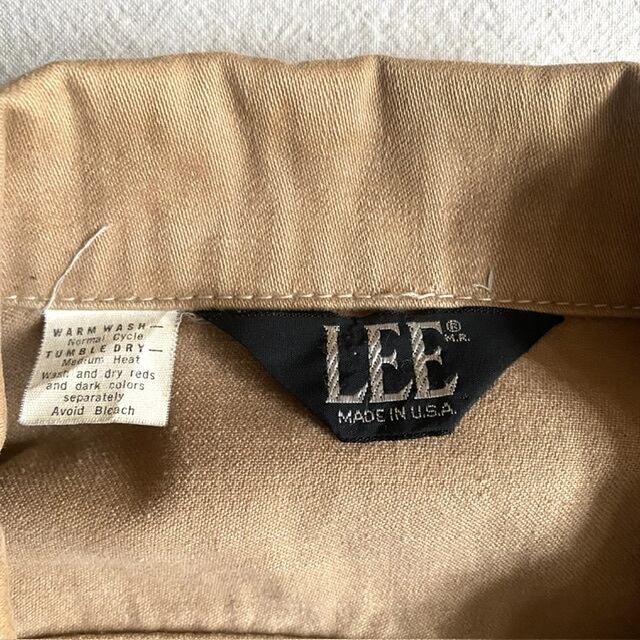 WARM WASH—
Normal Cycle
TUMBLE DRY—
Medium Heat
Wash and dry reds
and dark colors
separately
Avoid Bleach
LEE®
M.R.
MADE IN U.S.A.